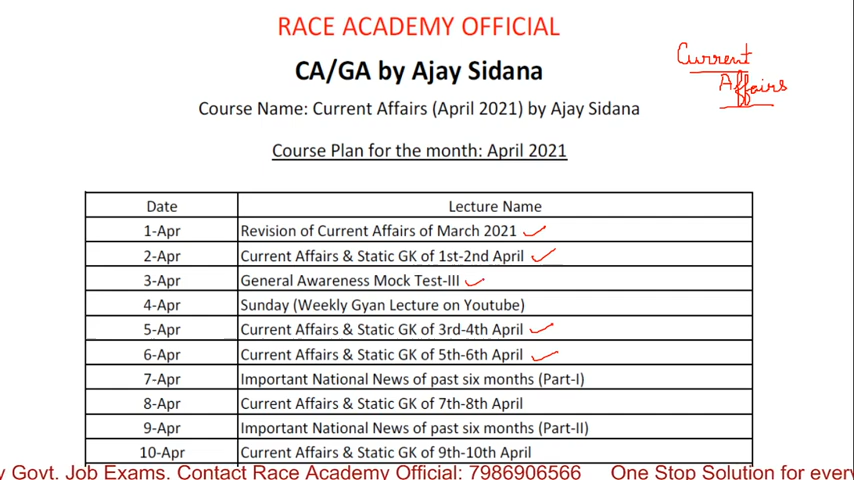 RACE ACADEMY OFFICIAL
CA/GA by Ajay Sidana
Current
Affairs
Course Name: Current Affairs (April 2021) by Ajay Sidana
Course Plan for the month: April 2021
Date Lecture Name
1-Apr Revision of Current Affairs of March 2021
2-Apr Current Affairs & Static GK of 1st-2nd April
3-Apr General Awareness Mock Test-III
4-Apr Sunday (Weekly Gyan Lecture on Youtube)
5-Apr Current Affairs & Static GK of 3rd-4th April
6-Apr Current Affairs & Static GK of 5th-6th April
7-Apr Important National News of past six months (Part-I)
8-Apr Current Affairs & Static GK of 7th-8th April
9-Apr Important National News of past six months (Part-II)
10-Apr Current Affairs & Static GK of 9th-10th April
y Govt. Job Exams. Contact Race Academy Official: 7986906566 One Stop Solution for every